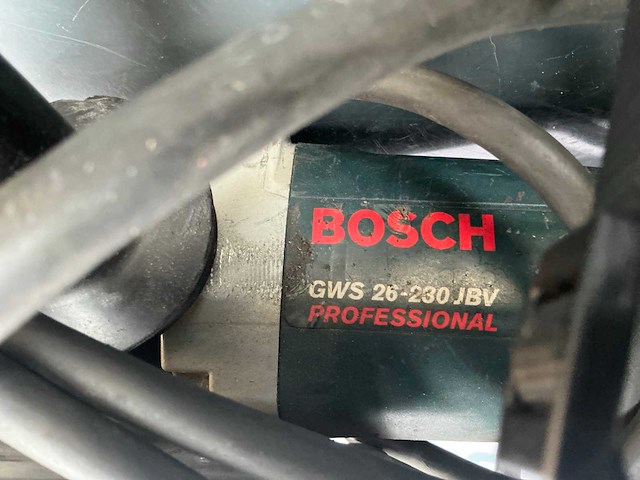 BOSCH
GWS 26-230 JBV
PROFESSIONAL